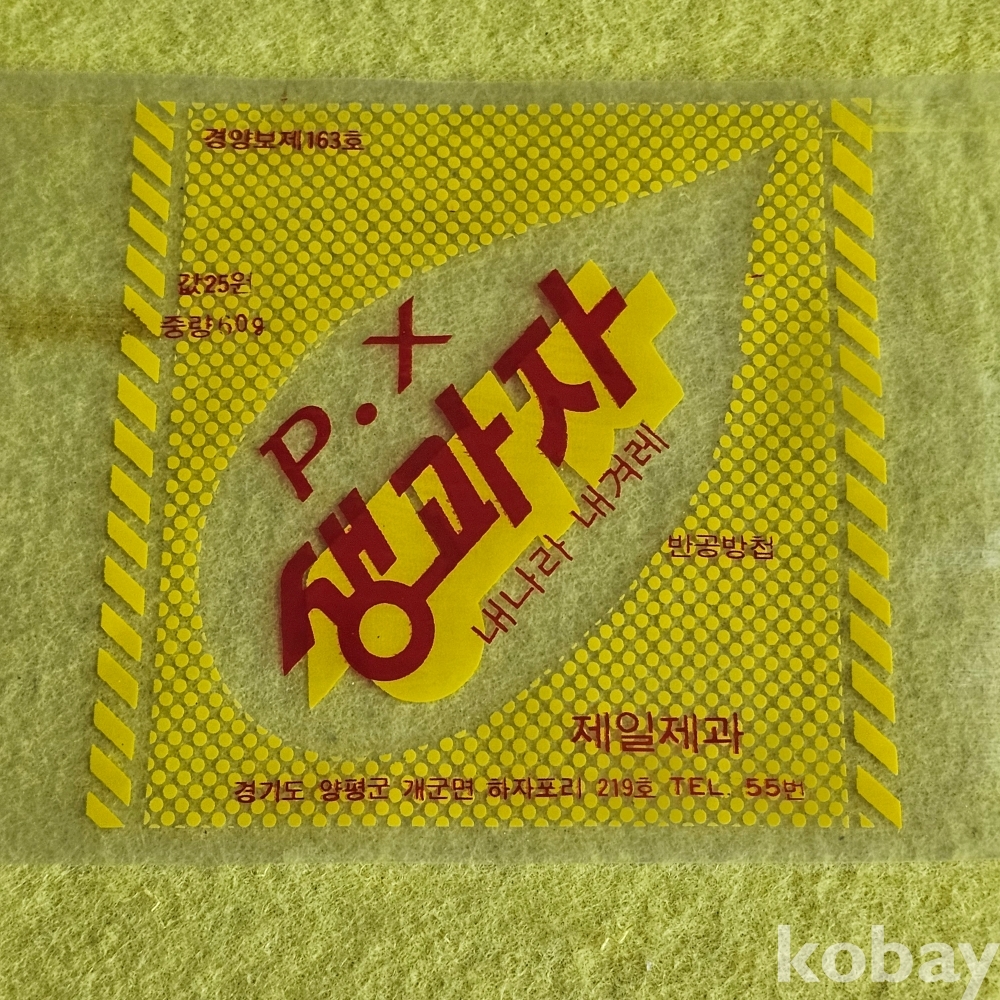 경양보제163호
값25원
중량60g
P.X
생과자
내나라 내겨레
반공방첩
제일제과
경기도 양평군 개군면 하자포리 219호 TEL. 55번
kobay